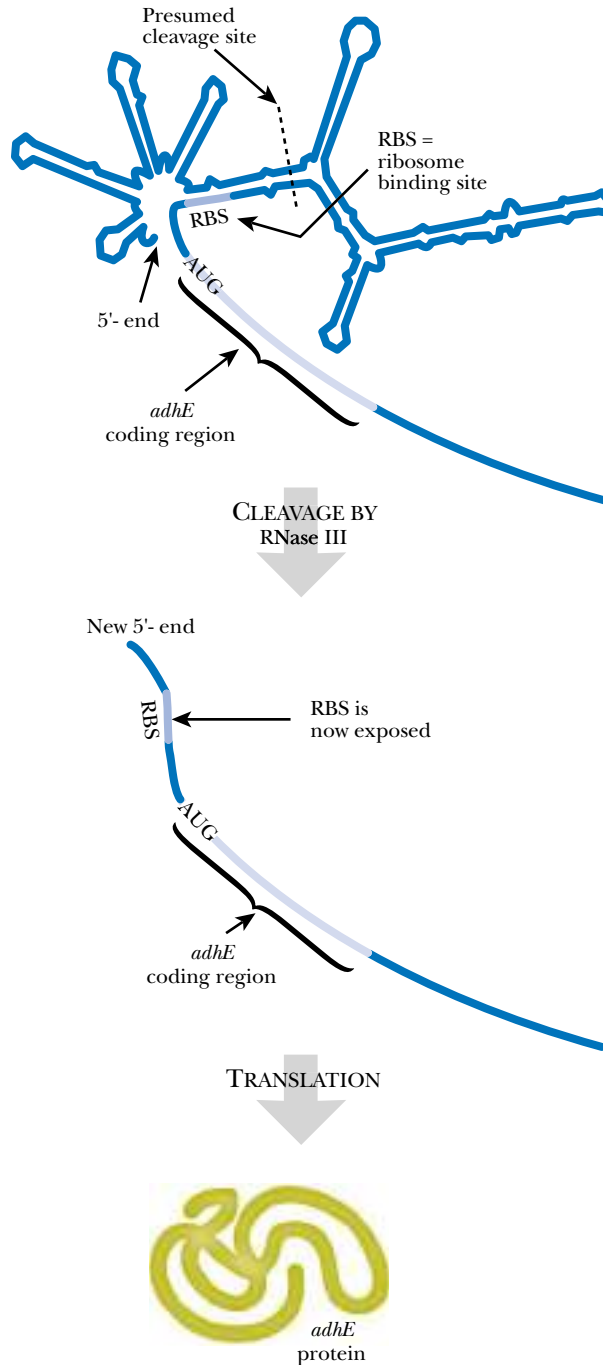 Presumed
cleavage site
RBS =
ribosome
binding site
RBS
AUG
5'- end
adhE
coding region
CLEAVAGE BY
RNase III
New 5'- end
RBS
RBS is
now exposed
AUG
adhE
coding region
TRANSLATION
adhE
protein